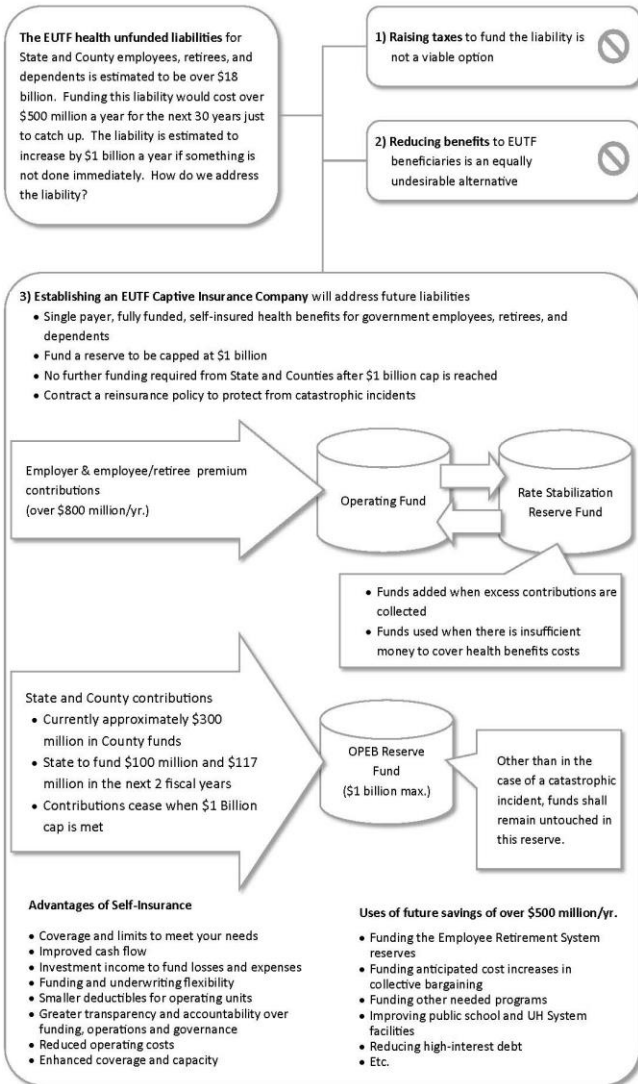 The EUTF health unfunded liabilities for
State and County employees, retirees, and
dependents is estimated to be over $18
billion. Funding this liability would cost over
$500 million a year for the next 30 years just
to catch up. The liability is estimated to
increase by $1 billion a year if something is
not done immediately. How do we address
the liability?
1) Raising taxes to fund the liability is
not a viable option
2) Reducing benefits to EUTF
beneficiaries is an equally
undesirable alternative
3) Establishing an EUTF Captive Insurance Company will address future liabilities
• Single payer, fully funded, self-insured health benefits for government employees, retirees, and
dependents
• Fund a reserve to be capped at $1 billion
• No further funding required from State and Counties after $1 billion cap is reached
• Contract a reinsurance policy to protect from catastrophic incidents
Employer & employee/retiree premium
contributions
(over $800 million/yr.)
Operating Fund
Rate Stabilization
Reserve Fund
• Funds added when excess contributions are
collected
• Funds used when there is insufficient
money to cover health benefits costs
State and County contributions
• Currently approximately $300
million in County funds
• State to fund $100 million and $117
million in the next 2 fiscal years
• Contributions cease when $1 Billion
cap is met
OPEB Reserve
Fund
($1 billion max.)
Other than in the
case of a catastrophic
incident, funds shall
remain untouched in
this reserve.
Advantages of Self-Insurance
• Coverage and limits to meet your needs
• Improved cash flow
• Investment income to fund losses and expenses
• Funding and underwriting flexibility
• Smaller deductibles for operating units
• Greater transparency and accountability over
funding, operations and governance
• Reduced operating costs
• Enhanced coverage and capacity
Uses of future savings of over $500 million/yr.
• Funding the Employee Retirement System
reserves
• Funding anticipated cost increases in
collective bargaining
• Funding other needed programs
• Improving public school and UH System
facilities
• Reducing high-interest debt
• Etc.